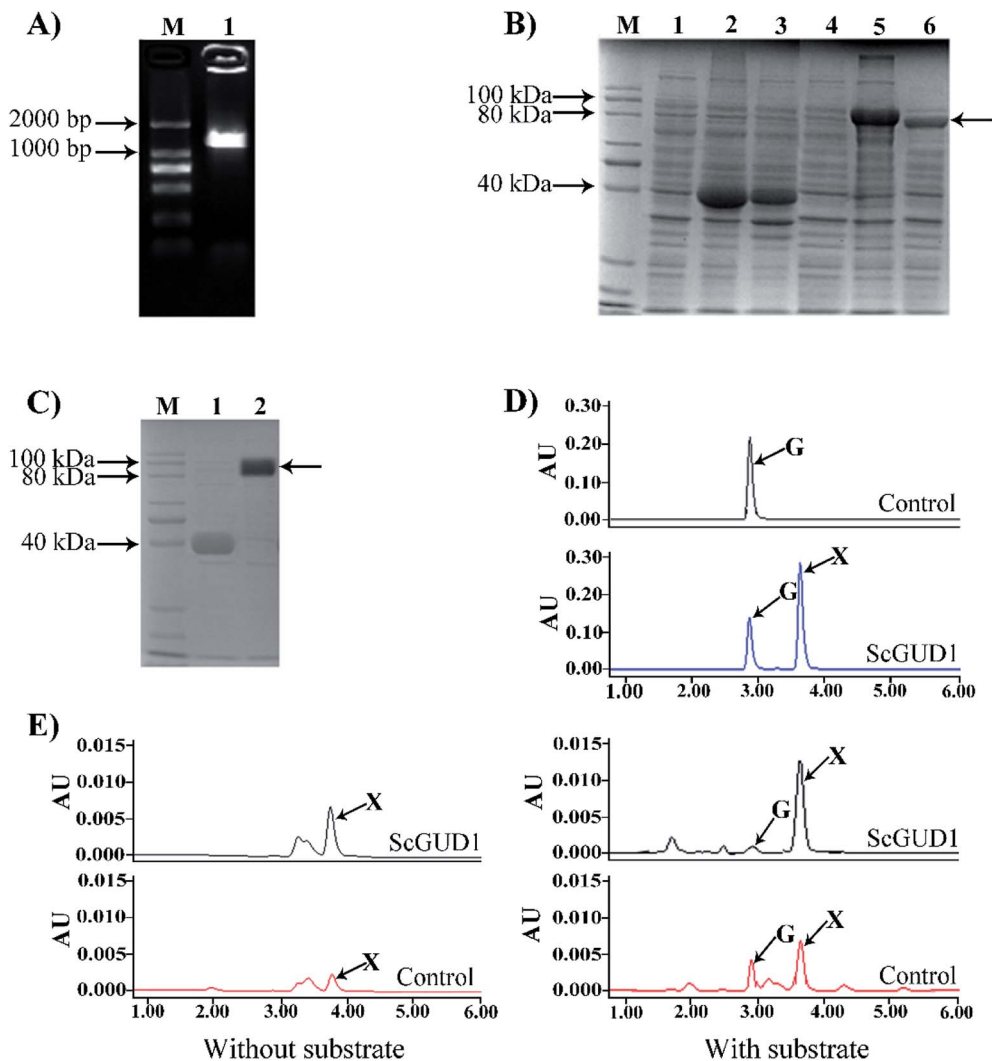 A)
M 1
2000 bp
1000 bp
B)
M 1 2 3 4 5 6
100 kDa
80 kDa
40 kDa
C)
M 1 2
100 kDa
80 kDa
40 kDa
D)
0.30
0.20
0.10
0.00
AU
G
Control
0.30
0.20
0.10
0.00
AU
G
X
ScGUD1
1.00 2.00 3.00 4.00 5.00 6.00
E)
0.015
0.010
0.005
0.000
AU
X
ScGUD1
0.015
0.010
0.005
0.000
AU
X
Control
1.00 2.00 3.00 4.00 5.00 6.00
Without substrate
0.015
0.010
0.005
0.000
AU
G
X
ScGUD1
0.015
0.010
0.005
0.000
AU
G
X
Control
1.00 2.00 3.00 4.00 5.00 6.00
With substrate